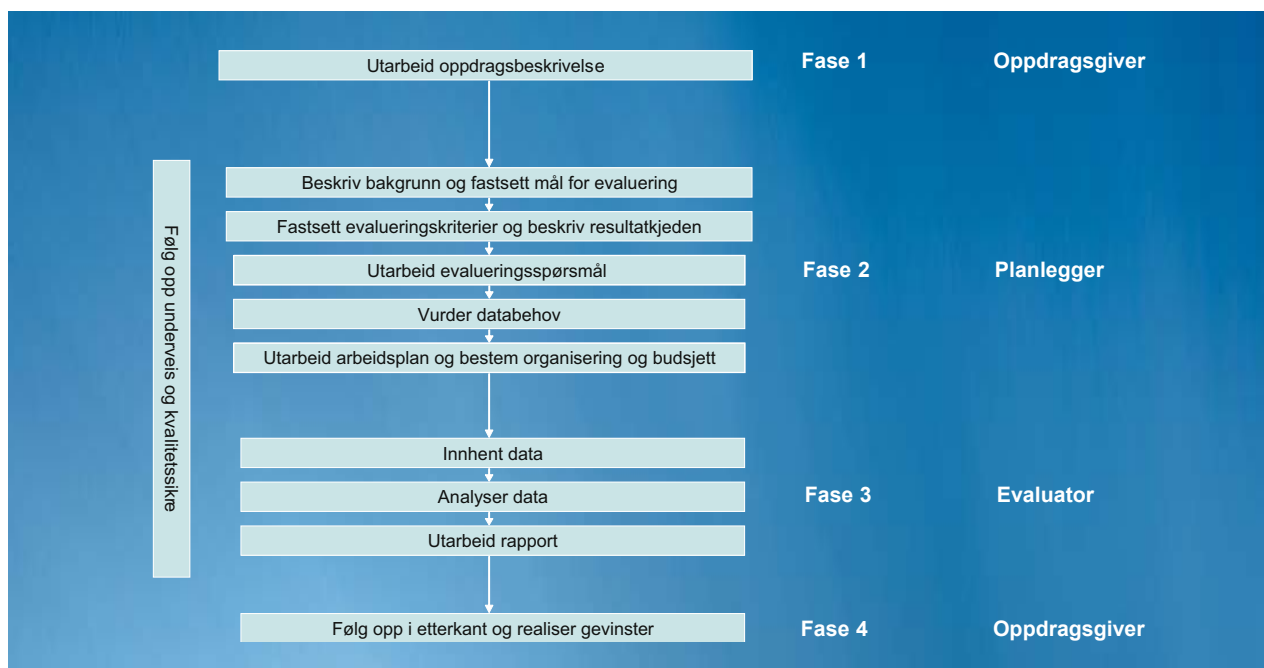 Utarbeid oppdragsbeskrivelse
Fase 1
Oppdragsgiver
Følg opp underveis og kvalitetssikre
Beskriv bakgrunn og fastsett mål for evaluering
Fastsett evalueringskriterier og beskriv resultatkjeden
Utarbeid evalueringsspørsmål
Fase 2
Planlegger
Vurder databehov
Utarbeid arbeidsplan og bestem organisering og budsjett
Innhent data
Analyser data
Fase 3
Evaluator
Utarbeid rapport
Følg opp i etterkant og realiser gevinster
Fase 4
Oppdragsgiver